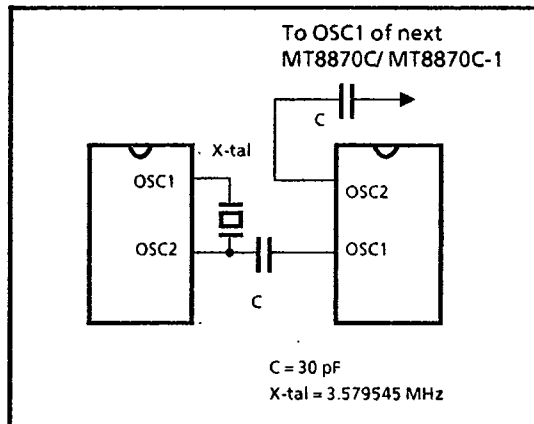 To OSC1 of next
MT8870C/ MT8870C-1
C
X-tal
OSC1
OSC2
OSC2
OSC1
C
C = 30 pF
X-tal = 3.579545 MHz